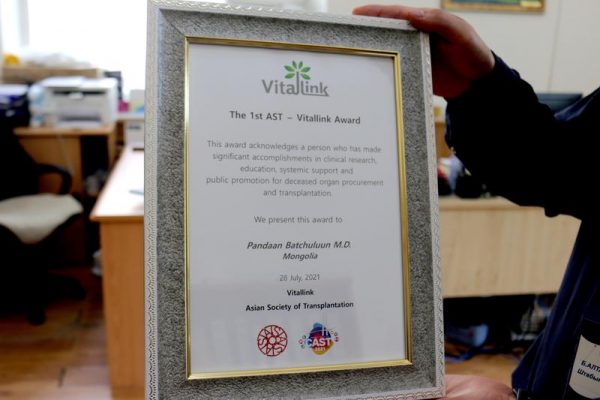 Vitallink
The 1st AST – Vitallink Award
This award acknowledges a person who has made
significant accomplishments in clinical research,
education, systemic support and
public promotion for deceased organ procurement
and transplantation.
We present this award to
Pandaan Batchuluun M.D.
Mongolia
28 July, 2021
Vitallink
Asian Society of Transplantation
CAST
2021